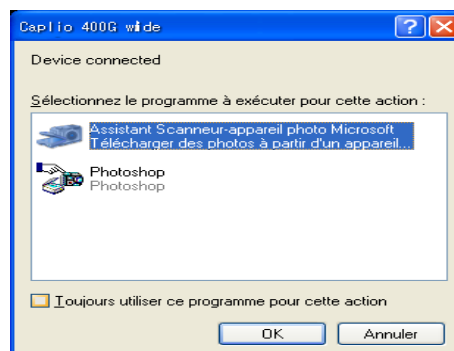 Caplio 400G wide
Device connected
Sélectionnez le programme à exécuter pour cette action :
Assistant Scanneur-appareil photo Microsoft
Télécharger des photos à partir d'un appareil...
Photoshop
Photoshop
Toujours utiliser ce programme pour cette action
OK Annuler